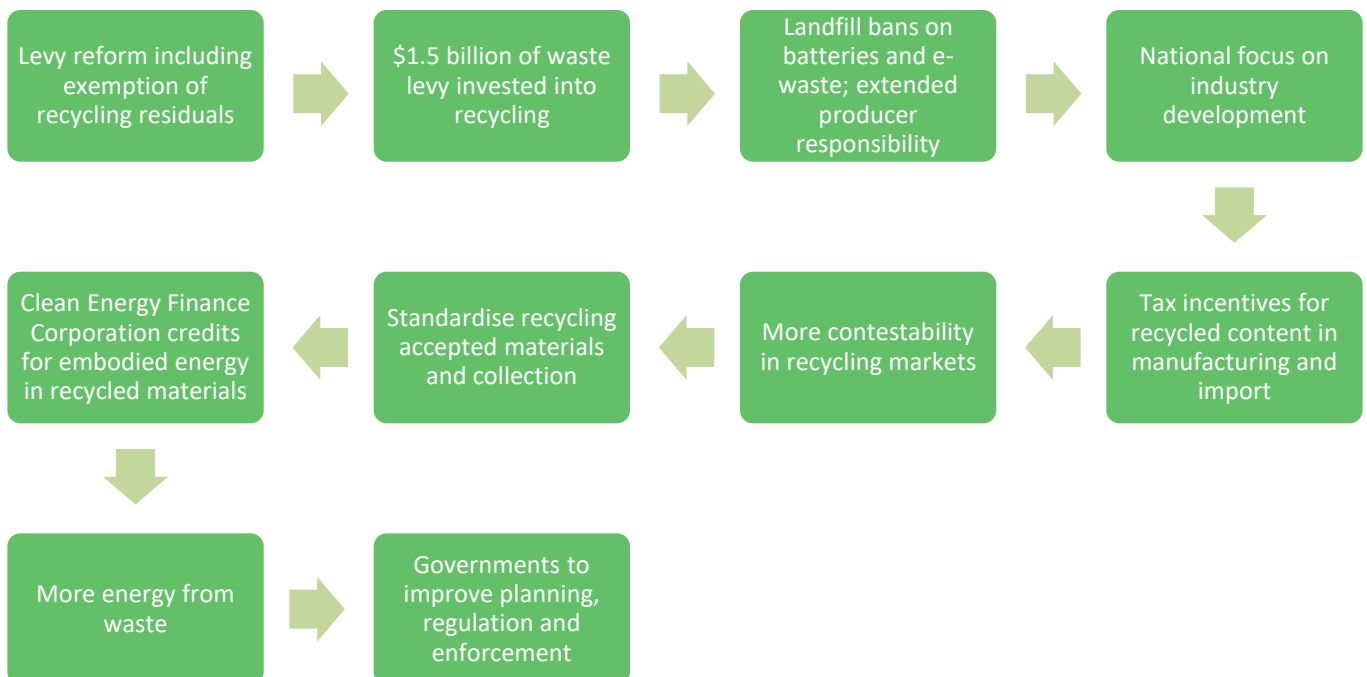 Levy reform including
exemption of
recycling residuals
$1.5 billion of waste
levy invested into
recycling
Landfill bans on
batteries and e-
waste; extended
producer
responsibility
National focus on
industry
development
Tax incentives for
recycled content in
manufacturing and
import
More contestability
in recycling markets
Standardise recycling
accepted materials
and collection
Clean Energy Finance
Corporation credits
for embodied energy
in recycled materials
More energy from
waste
Governments to
improve planning,
regulation and
enforcement